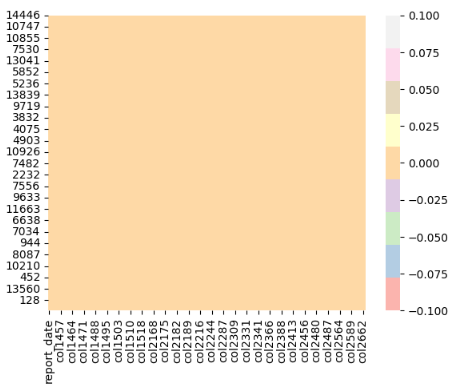 14446
10747
10855
7530
13041
5852
5236
13839
9719
3832
4075
4903
10926
7482
2232
7556
9633
11663
6638
7034
944
8087
10210
452
13560
128
report_date
col1457
col1464
col1471
col1488
col1495
col1503
col1510
col1518
col2168
col2175
col2182
col2189
col2216
col2244
col2287
col2309
col2331
col2341
col2366
col2388
col2413
col2456
col2480
col2487
col2564
col2589
col2662
0.100
0.075
0.050
0.025
0.000
−0.025
−0.050
−0.075
−0.100